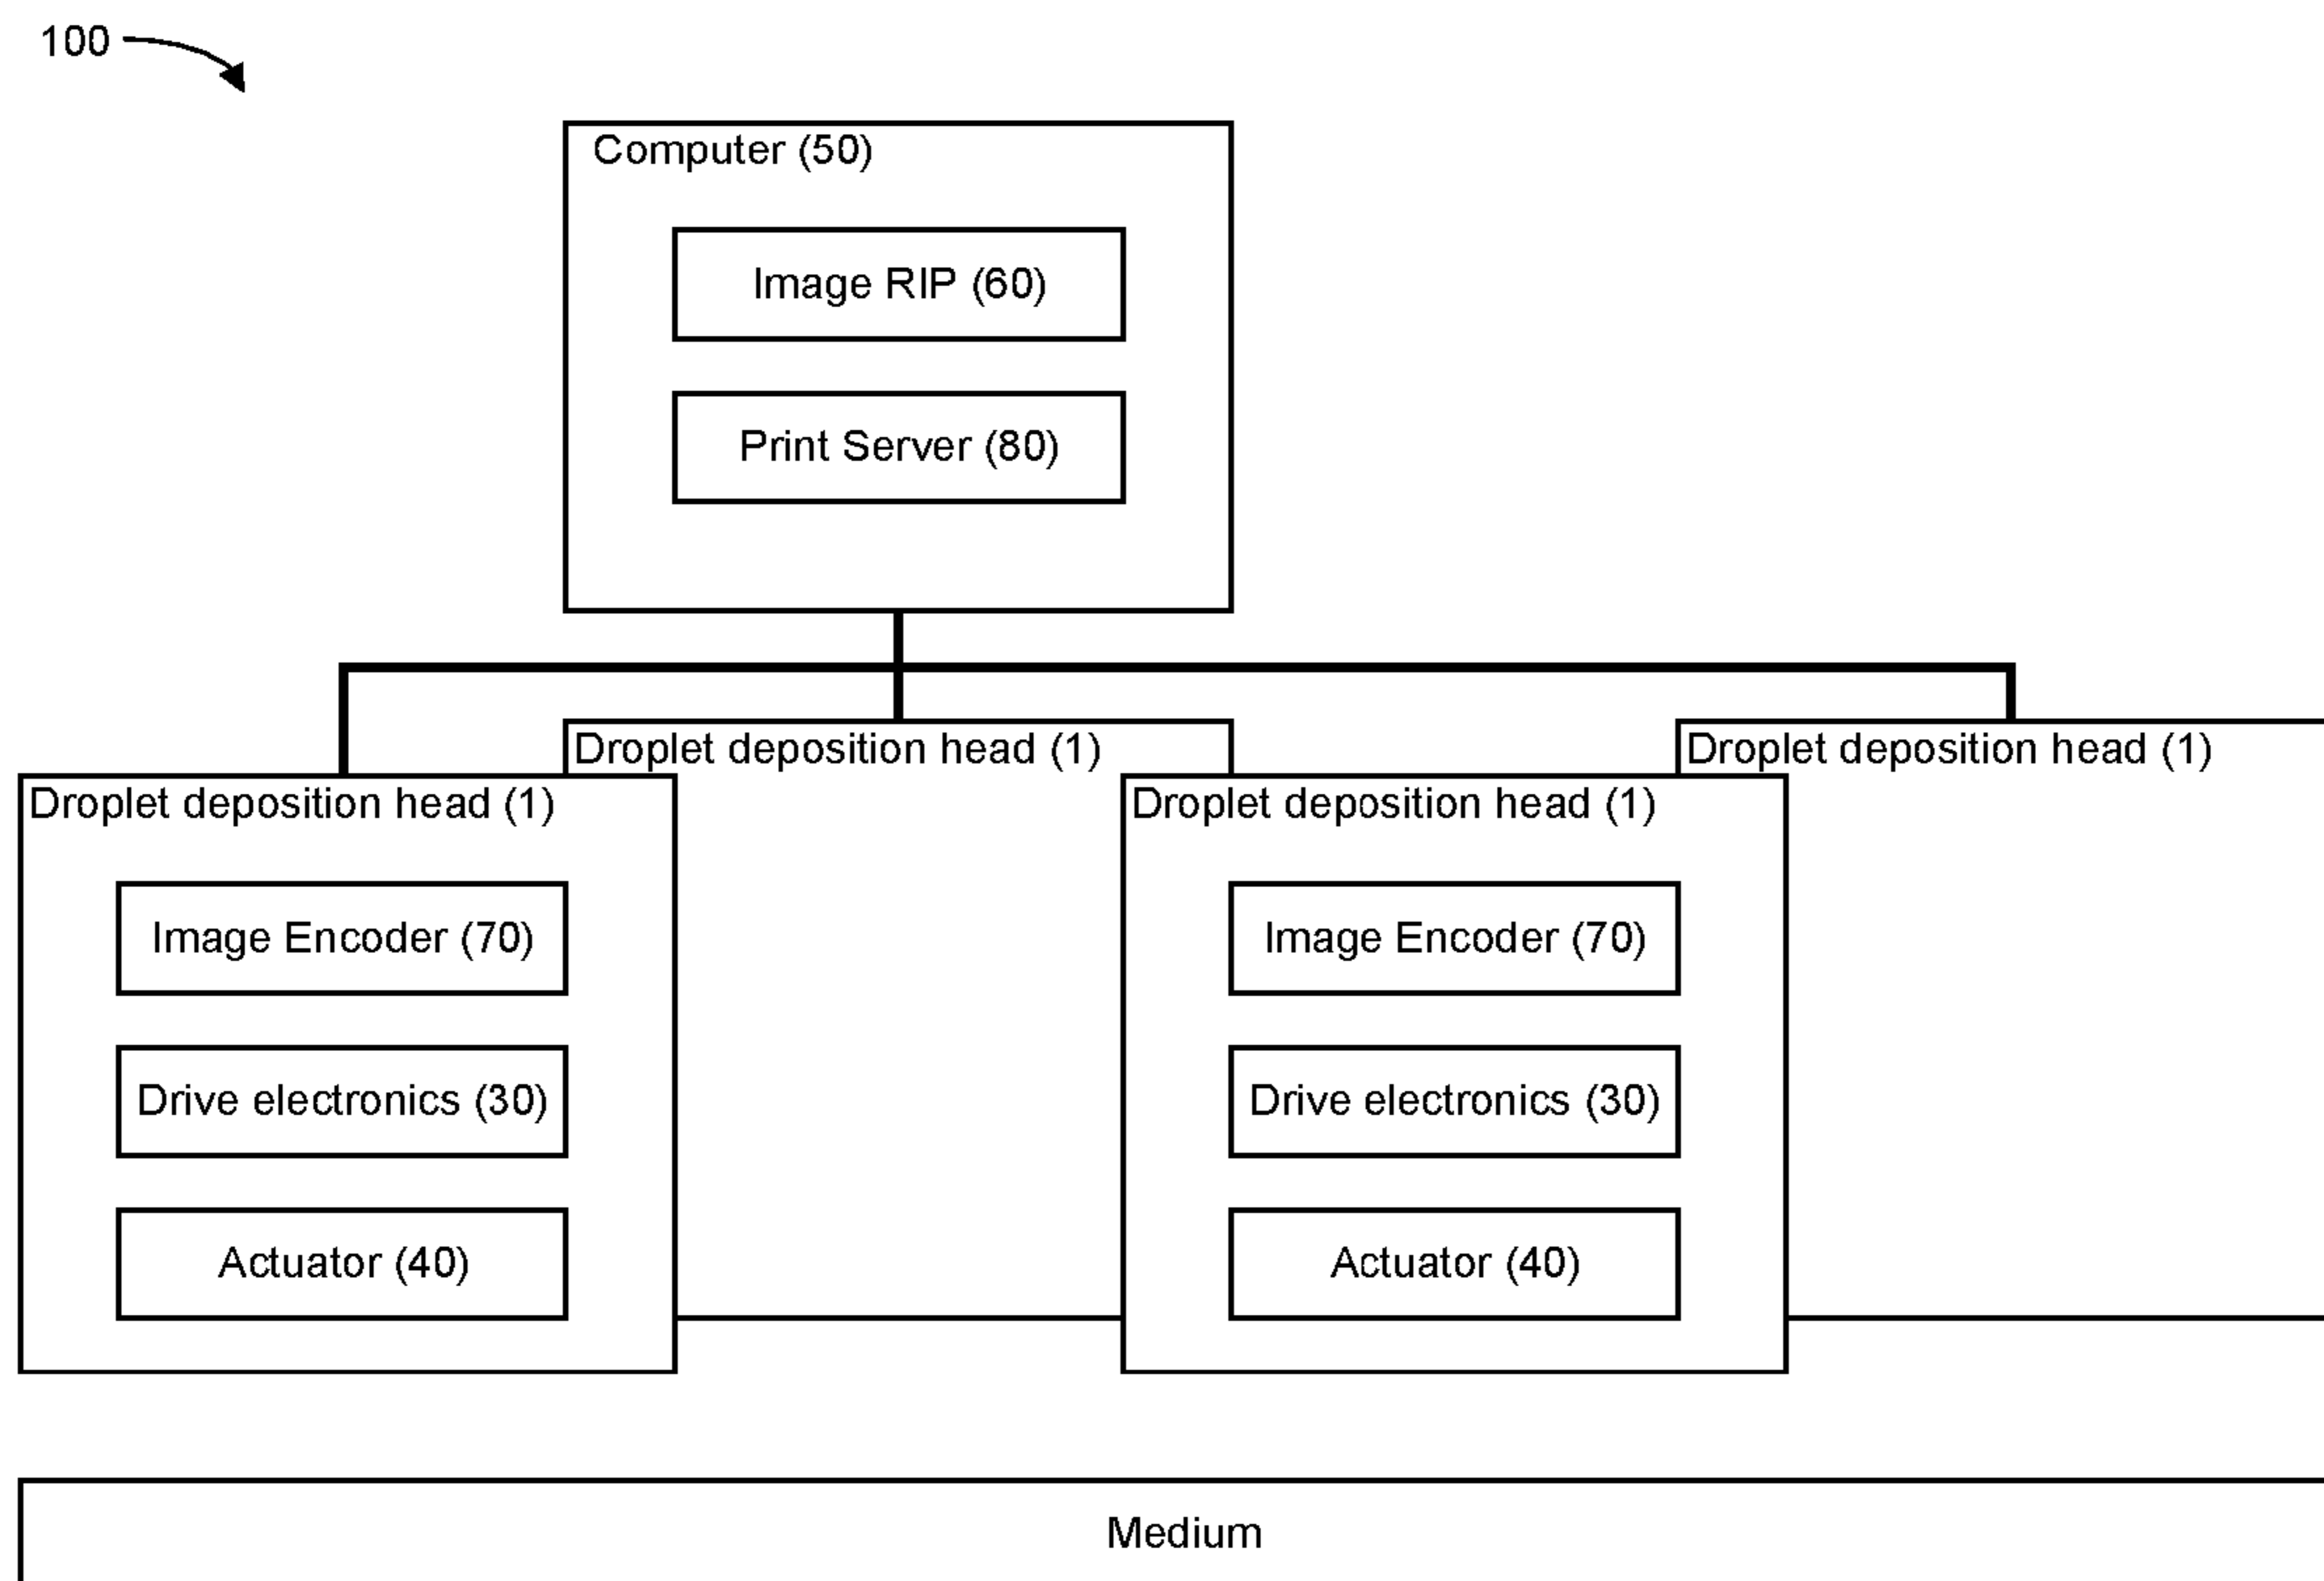 100
Computer (50)
Image RIP (60)
Print Server (80)
Droplet deposition head (1)
Droplet deposition head (1)
Droplet deposition head (1)
Droplet deposition head (1)
Image Encoder (70)
Image Encoder (70)
Drive electronics (30)
Drive electronics (30)
Actuator (40)
Actuator (40)
Medium